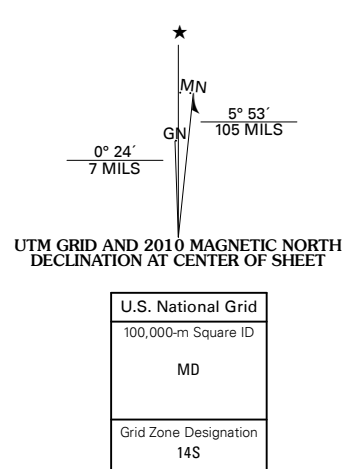 ★
MN
GN
5° 53´
105 MILS
0° 24´
7 MILS
UTM GRID AND 2010 MAGNETIC NORTH
DECLINATION AT CENTER OF SHEET
U.S. National Grid
100,000-m Square ID
MD
Grid Zone Designation
14S